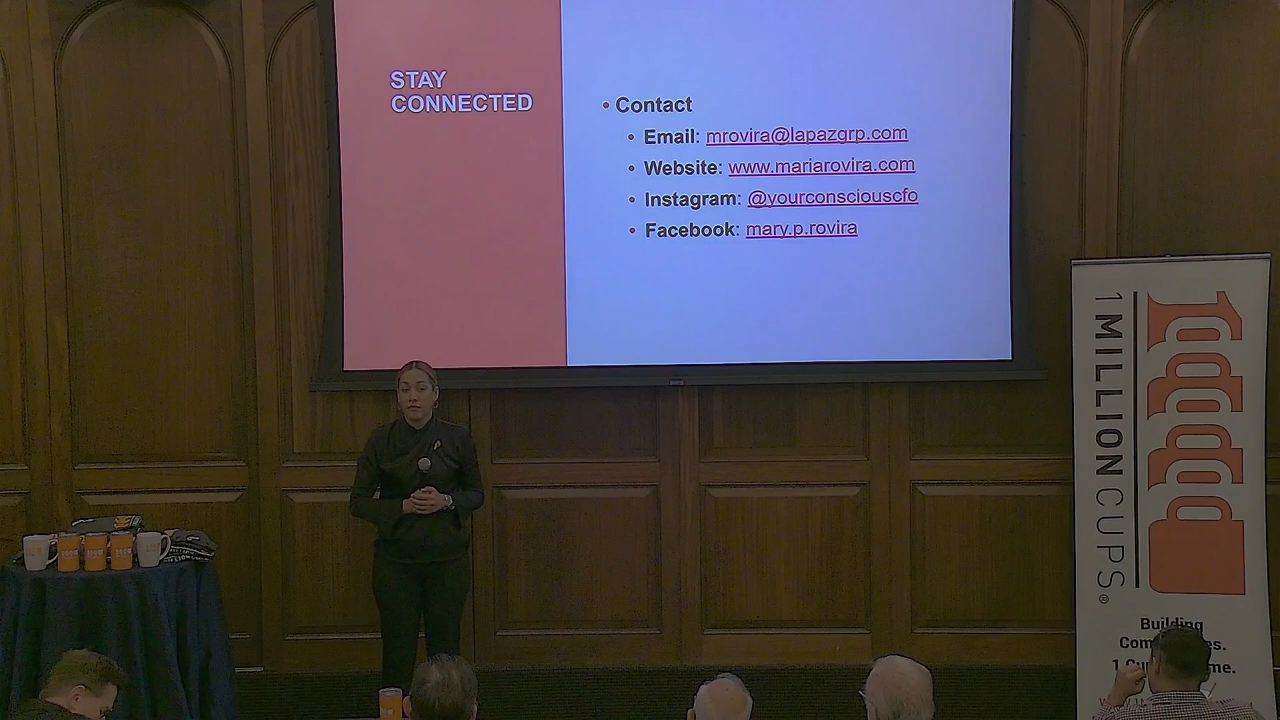 STAY
CONNECTED
• Contact
• Email: mrovira@lapazgrp.com
• Website: www.mariarovira.com
• Instagram: @yourconsciouscfo
• Facebook: mary.p.rovira
1 MILLION CUPS®
Building
1